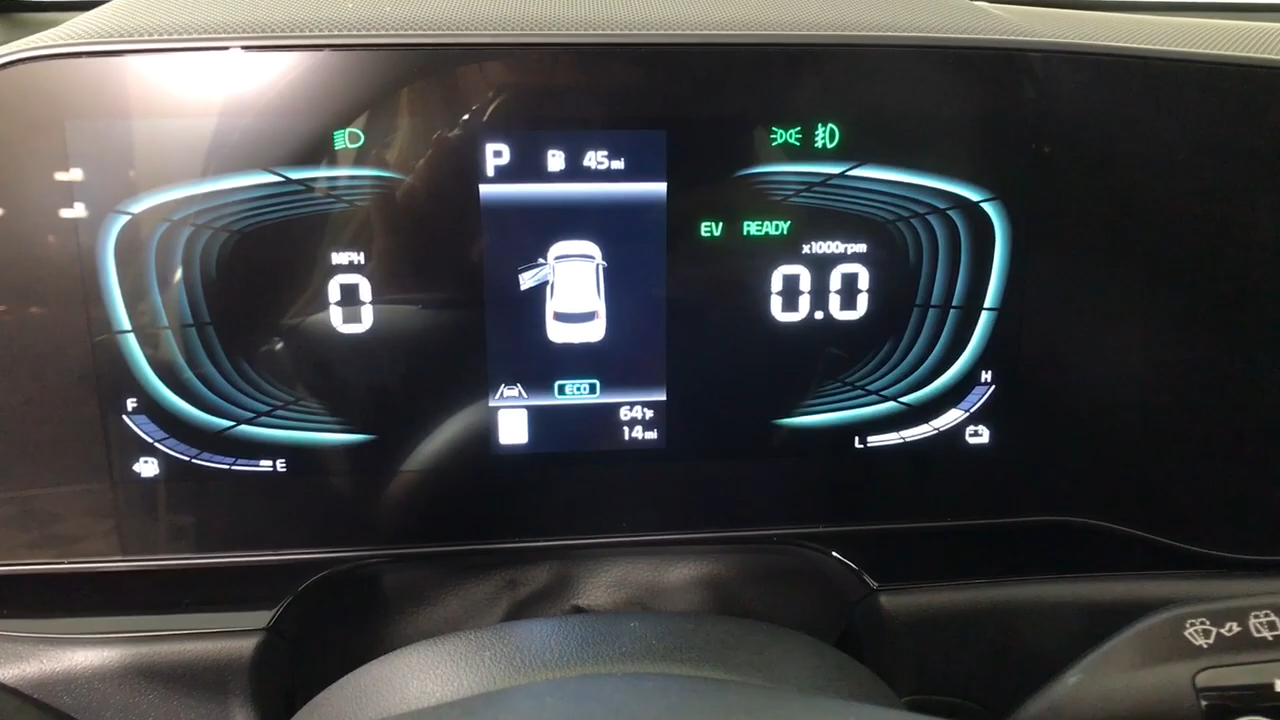 P 45mi
EV READY
MPH
0
x1000rpm
0.0
ECO
F
E
64°F
14mi
H
L